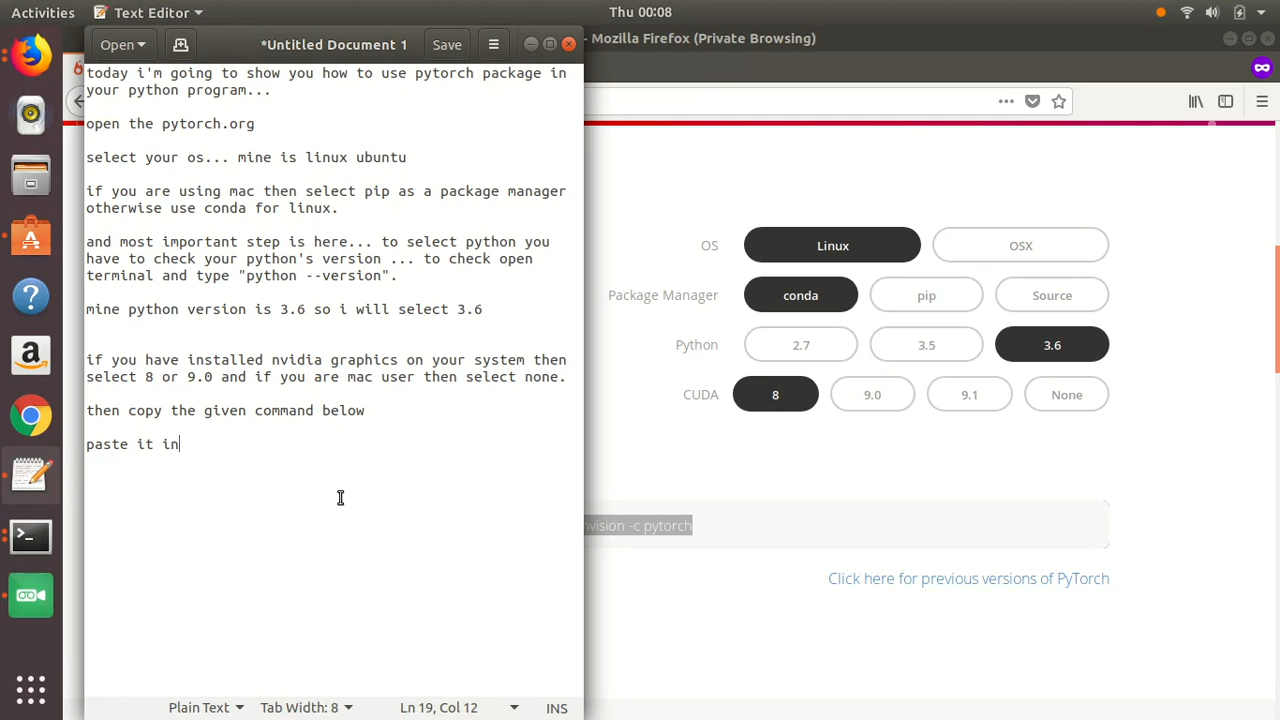 Activities
Text Editor
Thu 00:08
- Mozilla Firefox (Private Browsing)
Open
*Untitled Document 1
Save
today i'm going to show you how to use pytorch package in
your python program...
open the pytorch.org
select your os... mine is linux ubuntu
if you are using mac then select pip as a package manager
otherwise use conda for linux.
and most important step is here... to select python you
have to check your python's version ... to check open
terminal and type "python --version".
mine python version is 3.6 so i will select 3.6
if you have installed nvidia graphics on your system then
select 8 or 9.0 and if you are mac user then select none.
then copy the given command below
paste it in
Plain Text
Tab Width: 8
Ln 19, Col 12
INS
OS
Linux
OSX
Package Manager
conda
pip
Source
Python
2.7
3.5
3.6
CUDA
8
9.0
9.1
None
vision -c pytorch
Click here for previous versions of PyTorch